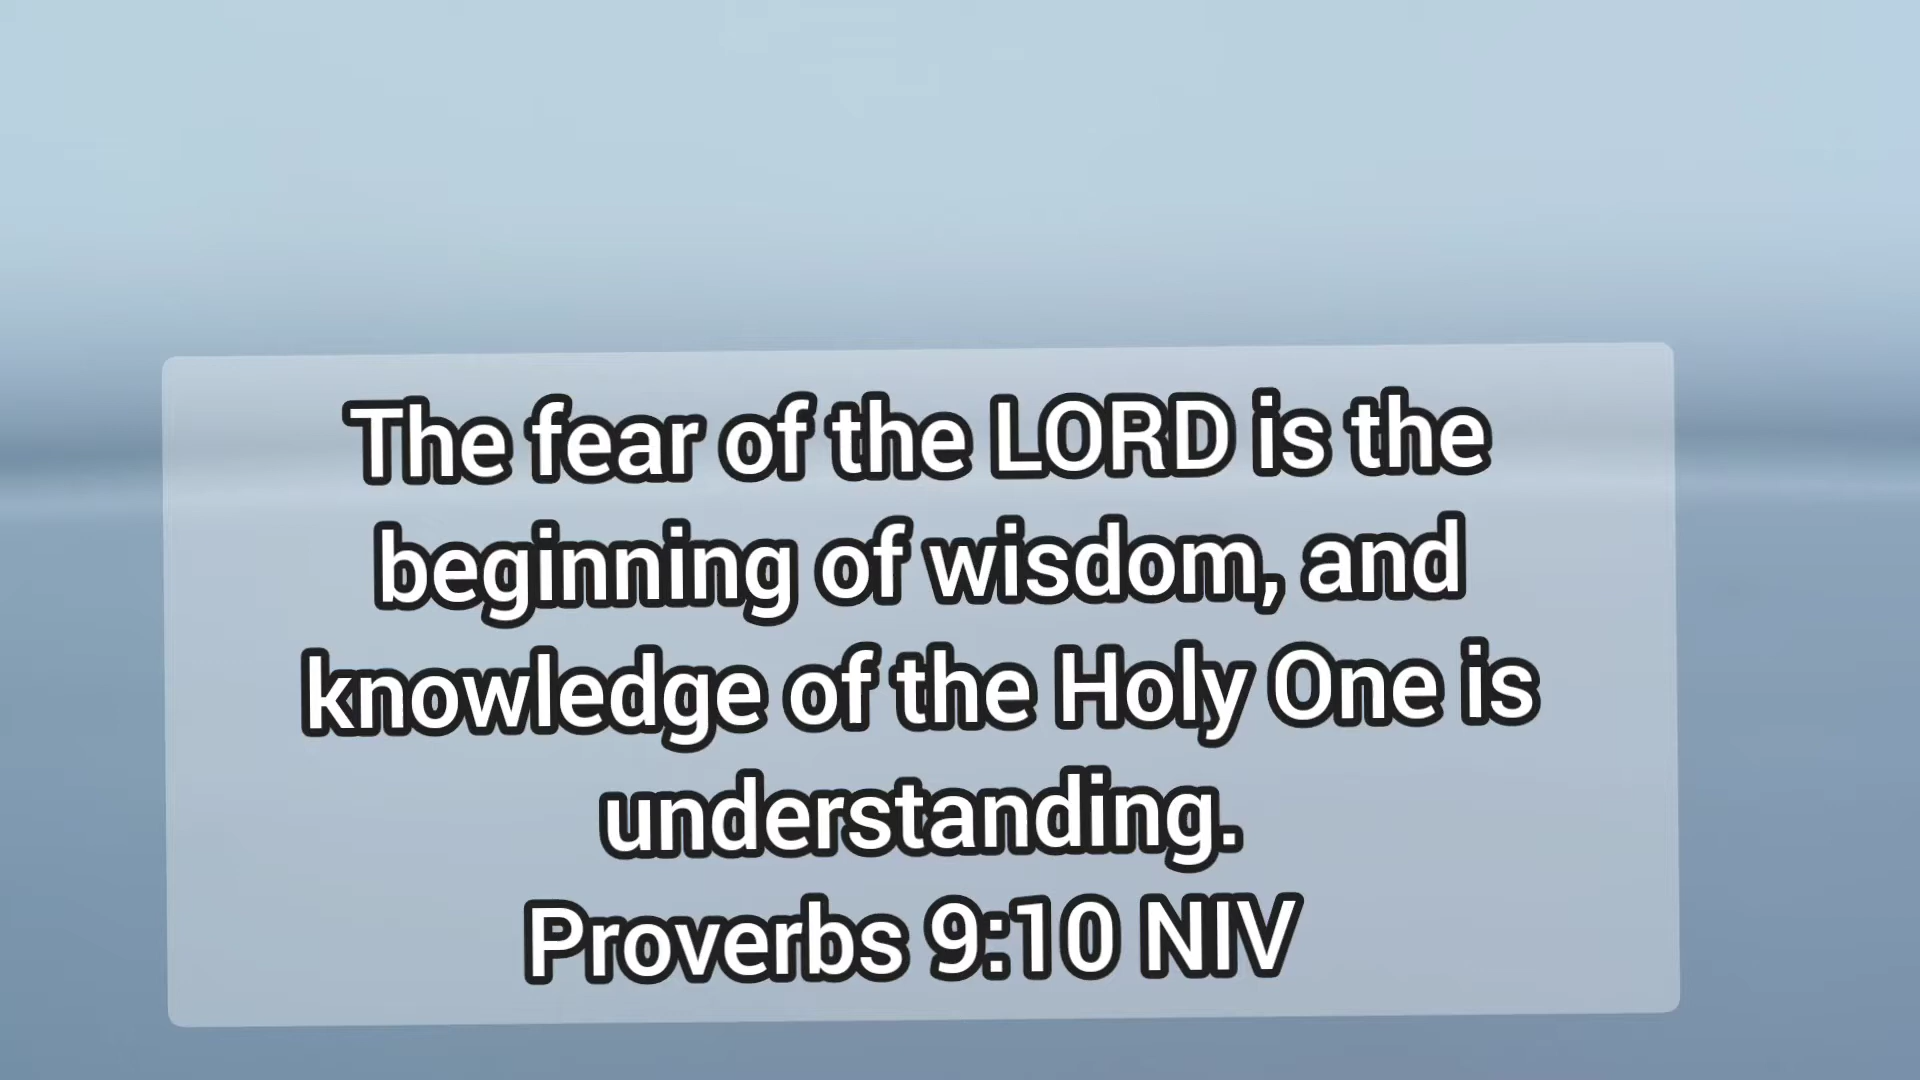 The fear of the LORD is the
beginning of wisdom, and
knowledge of the Holy One is
understanding.
Proverbs 9:10 NIV